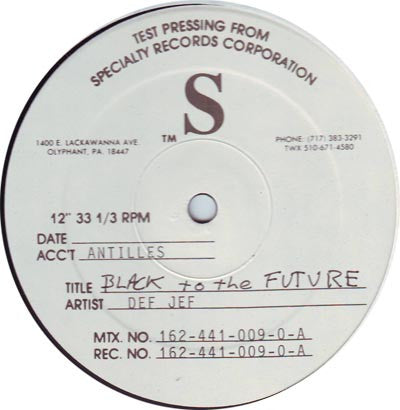 TEST PRESSING FROM
SPECIALTY RECORDS CORPORATION
S
TM
1400 E. LACKAWANNA AVE.
OLYPHANT, PA. 18447
PHONE: (717) 383-3291
TWX 510-671-4580
12" 33 1/3 RPM
DATE
ACC'T ANTILLES
TITLE BLACK to the FUTURE
ARTIST DEF JEF
MTX. NO. 162-441-009-0-A
REC. NO. 162-441-009-0-A